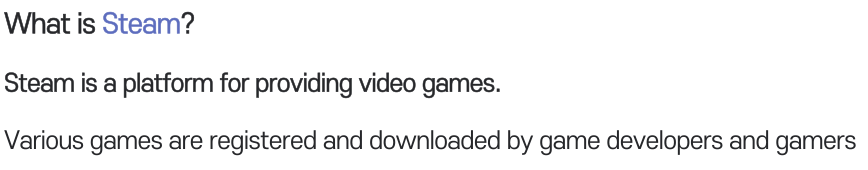 What is Steam?
Steam is a platform for providing video games.
Various games are registered and downloaded by game developers and gamers